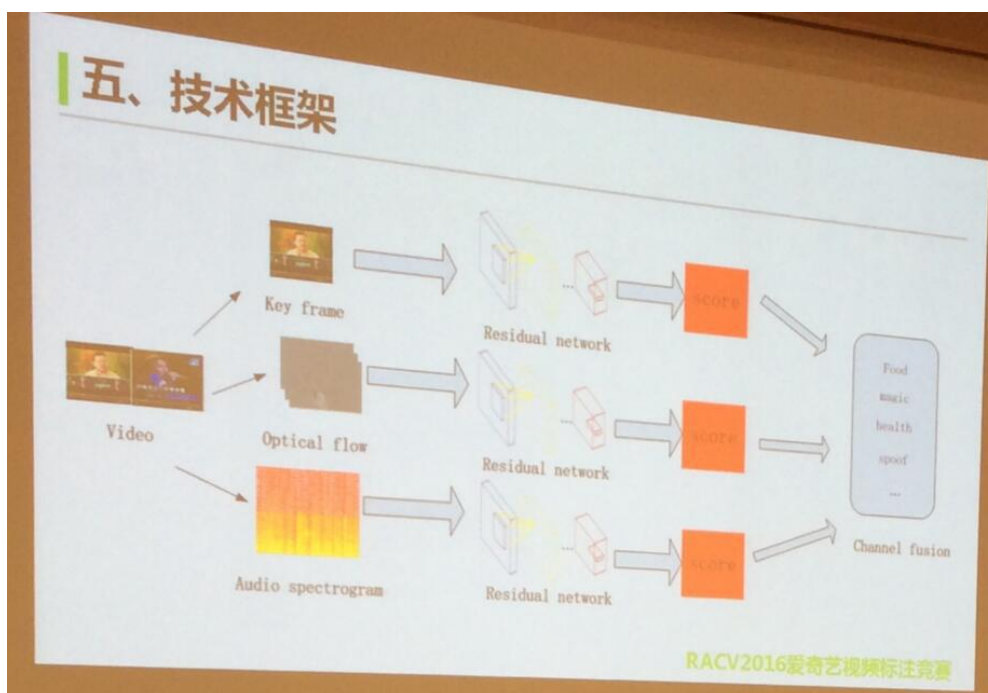 五、技术框架
Key frame
Residual network
score
Video
Optical flow
Residual network
score
Food
magic
health
spoof
...
Channel fusion
Audio spectrogram
Residual network
score
RACV2016爱奇艺视频标注竞赛